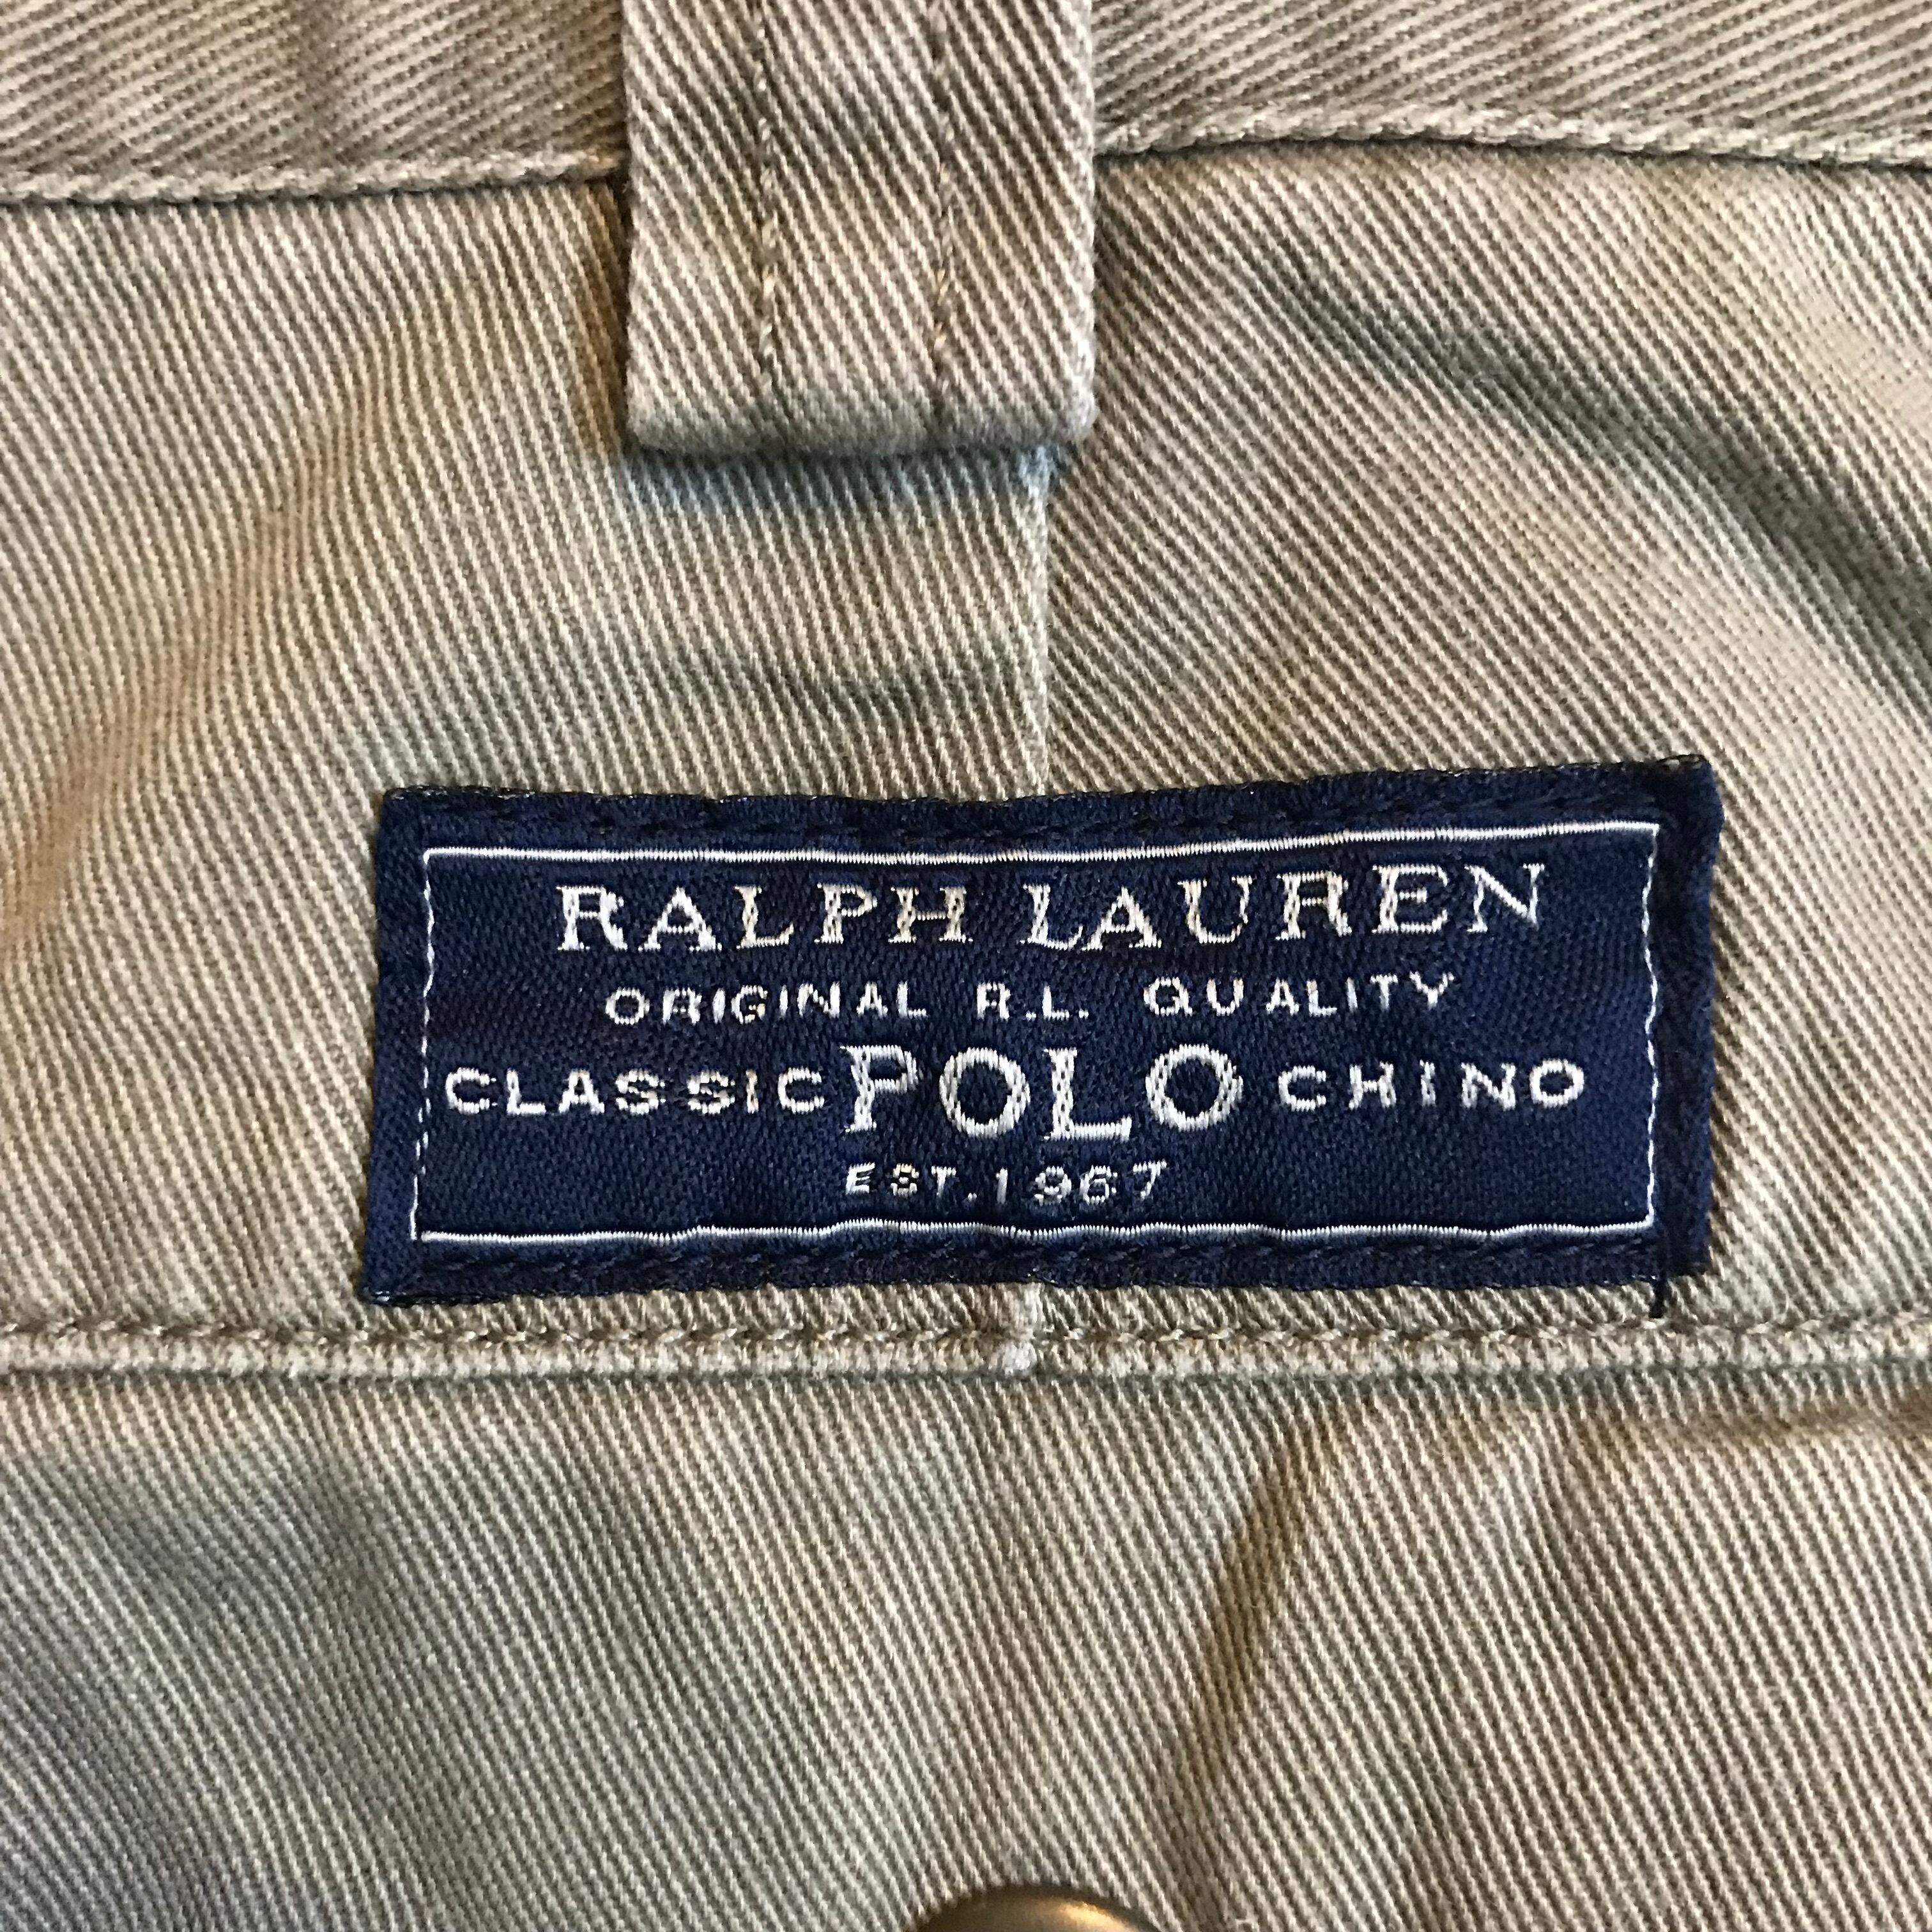 RALPH LAUREN
ORIGINAL R.L. QUALITY
CLASSIC POLO CHINO
EST. 1967